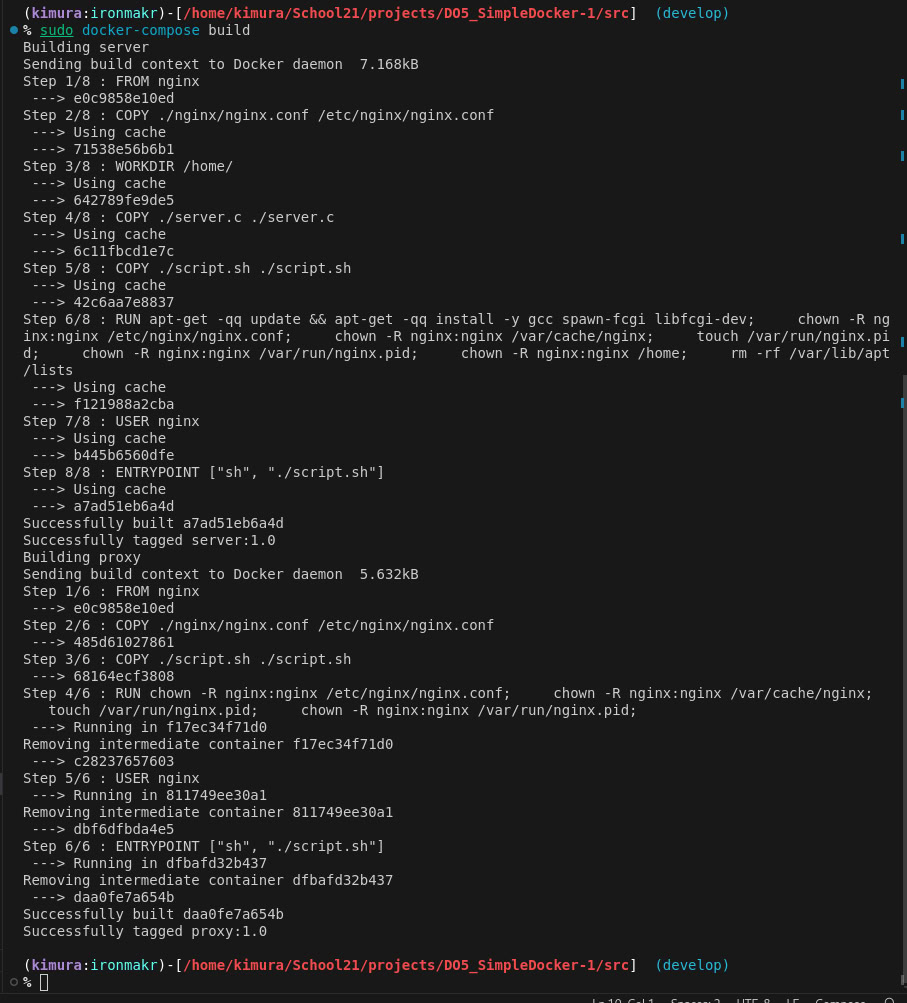 (kimura:ironmakr)-[/home/kimura/School21/projects/DO5_SimpleDocker-1/src] (develop)
% sudo docker-compose build
Building server
Sending build context to Docker daemon  7.168kB
Step 1/8 : FROM nginx
 ---> e0c9858e10ed
Step 2/8 : COPY ./nginx/nginx.conf /etc/nginx/nginx.conf
 ---> Using cache
 ---> 71538e56b6b1
Step 3/8 : WORKDIR /home/
 ---> Using cache
 ---> 642789fe9de5
Step 4/8 : COPY ./server.c ./server.c
 ---> Using cache
 ---> 6c11fbcd1e7c
Step 5/8 : COPY ./script.sh ./script.sh
 ---> Using cache
 ---> 42c6aa7e8837
Step 6/8 : RUN apt-get -qq update && apt-get -qq install -y gcc spawn-fcgi libfcgi-dev;     chown -R ng
inx:nginx /etc/nginx/nginx.conf;     chown -R nginx:nginx /var/cache/nginx;     touch /var/run/nginx.pi
d;     chown -R nginx:nginx /var/run/nginx.pid;     chown -R nginx:nginx /home;     rm -rf /var/lib/apt
/lists
 ---> Using cache
 ---> f121988a2cba
Step 7/8 : USER nginx
 ---> Using cache
 ---> b445b6560dfe
Step 8/8 : ENTRYPOINT ["sh", "./script.sh"]
 ---> Using cache
 ---> a7ad51eb6a4d
Successfully built a7ad51eb6a4d
Successfully tagged server:1.0
Building proxy
Sending build context to Docker daemon  5.632kB
Step 1/6 : FROM nginx
 ---> e0c9858e10ed
Step 2/6 : COPY ./nginx/nginx.conf /etc/nginx/nginx.conf
 ---> 485d61027861
Step 3/6 : COPY ./script.sh ./script.sh
 ---> 68164ecf3808
Step 4/6 : RUN chown -R nginx:nginx /etc/nginx/nginx.conf;     chown -R nginx:nginx /var/cache/nginx;
   touch /var/run/nginx.pid;     chown -R nginx:nginx /var/run/nginx.pid;
 ---> Running in f17ec34f71d0
Removing intermediate container f17ec34f71d0
 ---> c28237657603
Step 5/6 : USER nginx
 ---> Running in 811749ee30a1
Removing intermediate container 811749ee30a1
 ---> dbf6dfbda4e5
Step 6/6 : ENTRYPOINT ["sh", "./script.sh"]
 ---> Running in dfbafd32b437
Removing intermediate container dfbafd32b437
 ---> daa0fe7a654b
Successfully built daa0fe7a654b
Successfully tagged proxy:1.0
(kimura:ironmakr)-[/home/kimura/School21/projects/DO5_SimpleDocker-1/src] (develop)
%